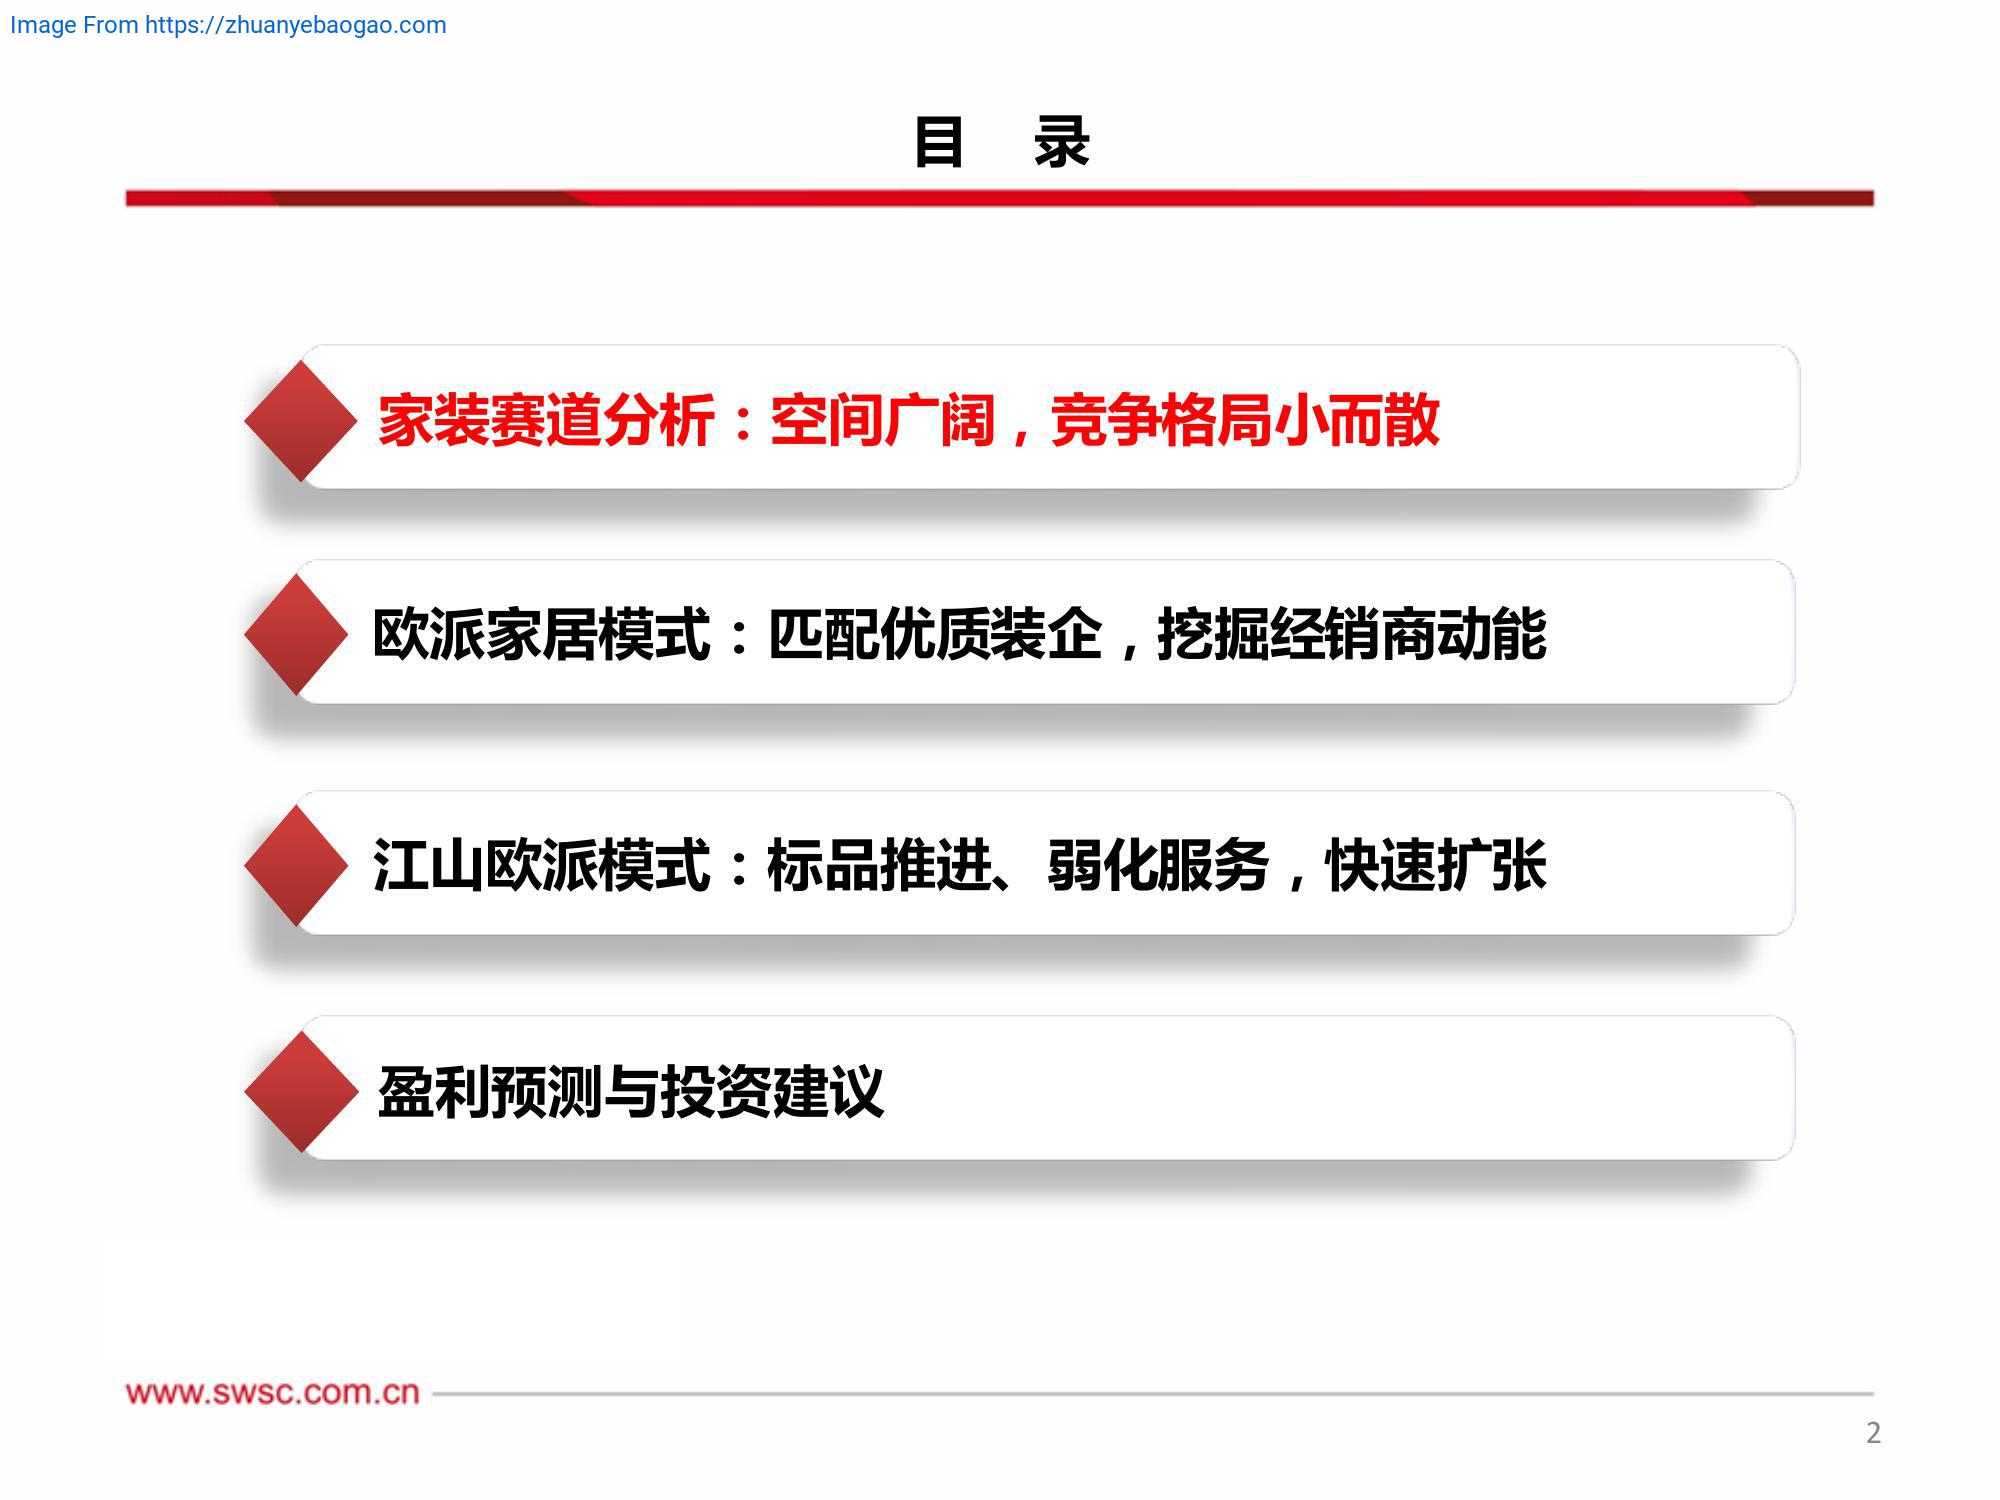 Image From https://zhuanyebaogao.com
目 录
家装赛道分析：空间广阔，竞争格局小而散
欧派家居模式：匹配优质装企，挖掘经销商动能
江山欧派模式：标品推进、弱化服务，快速扩张
盈利预测与投资建议
www.swsc.com.cn
2